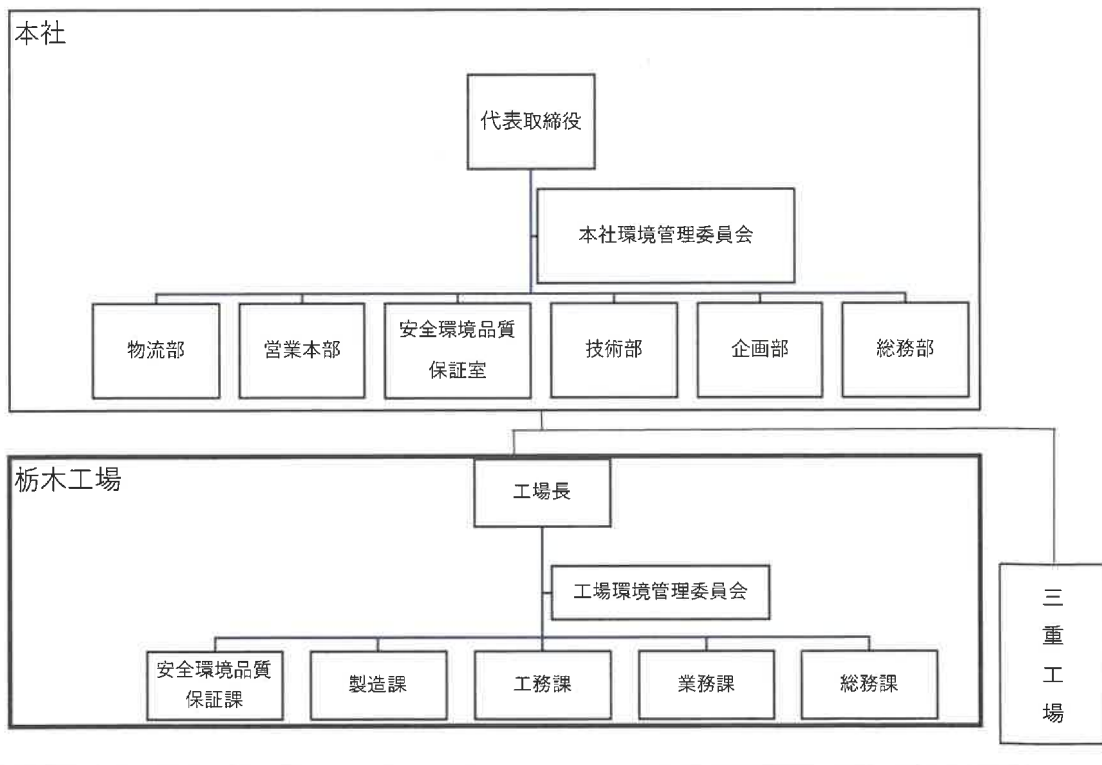 本社
代表取締役
本社環境管理委員会
物流部
営業本部
安全環境品質
保証室
技術部
企画部
総務部
栃木工場
工場長
工場環境管理委員会
安全環境品質
保証課
製造課
工務課
業務課
総務課
三重工場